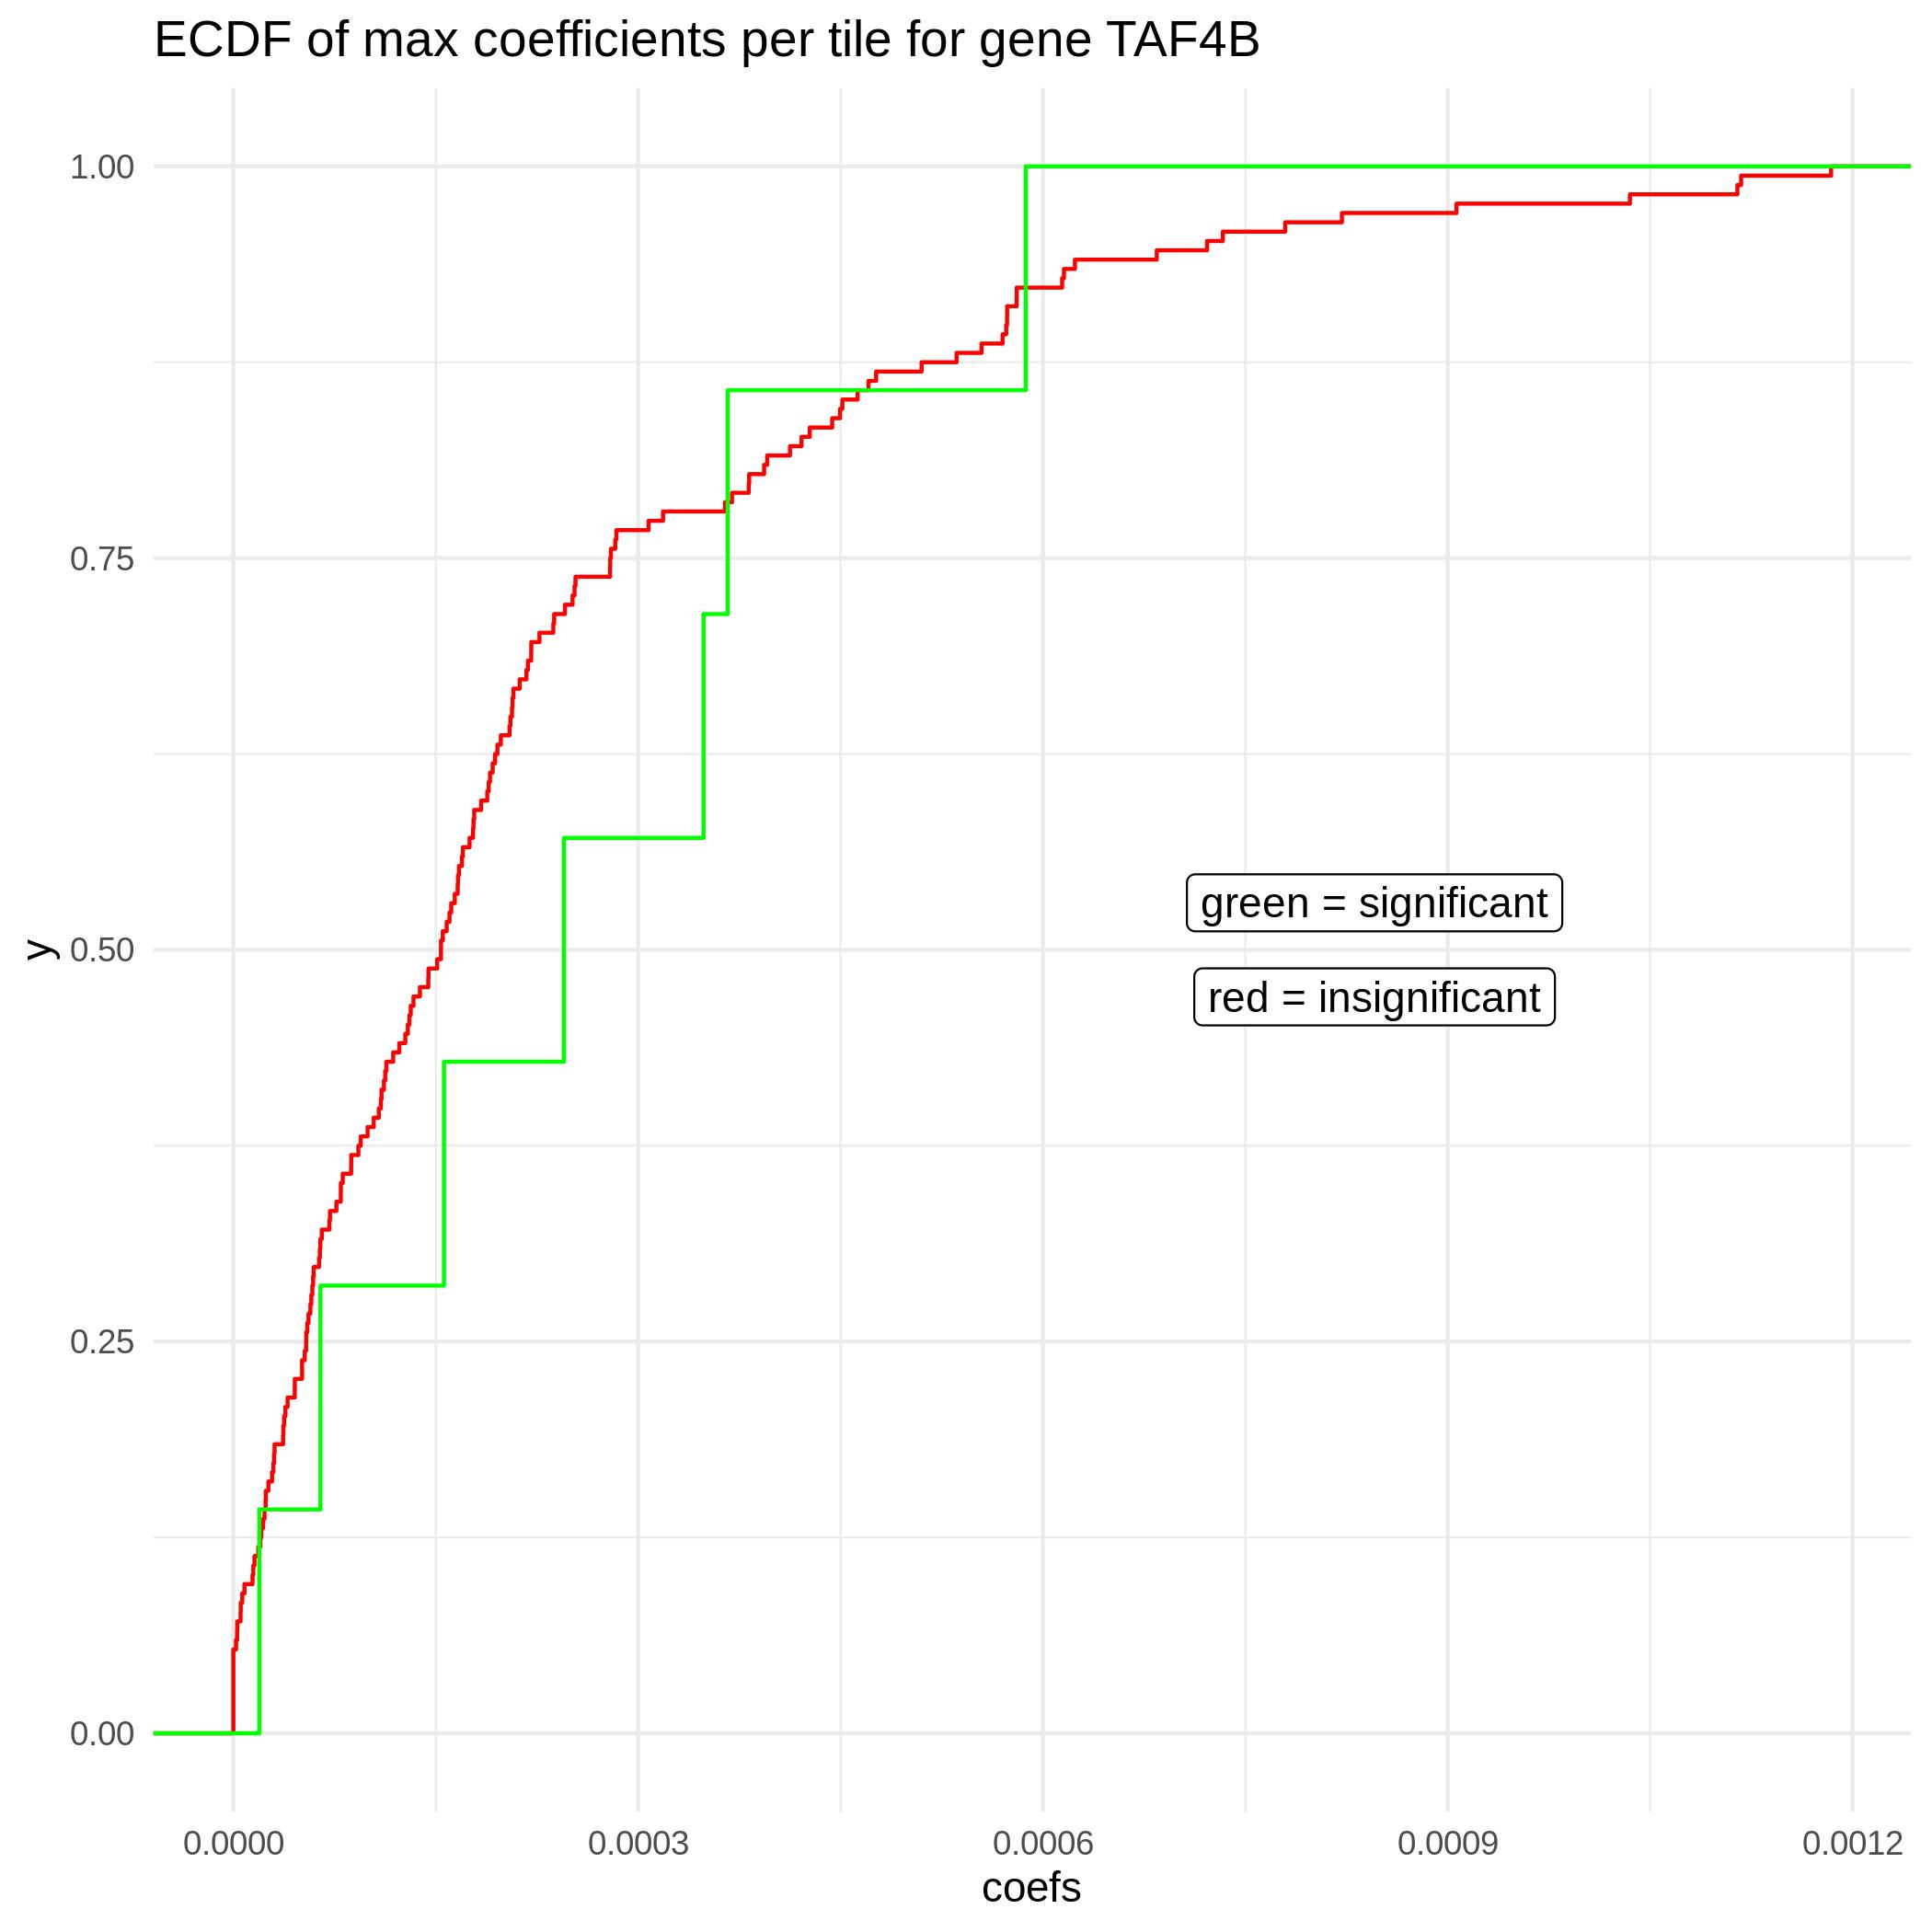 ECDF of max coefficients per tile for gene TAF4B
1.00
0.75
0.50
0.25
0.00
y
green = significant
red = insignificant
0.0000 0.0003 0.0006 0.0009 0.0012
coefs